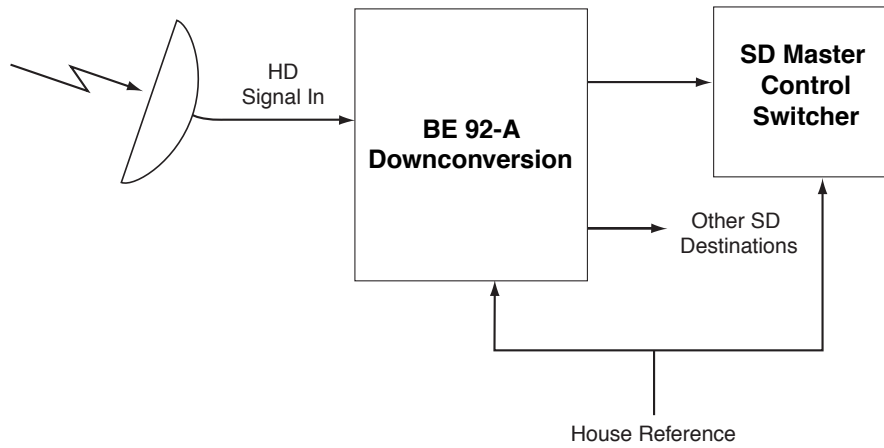 HD
Signal In
BE 92-A
Downconversion
SD Master
Control
Switcher
Other SD
Destinations
House Reference